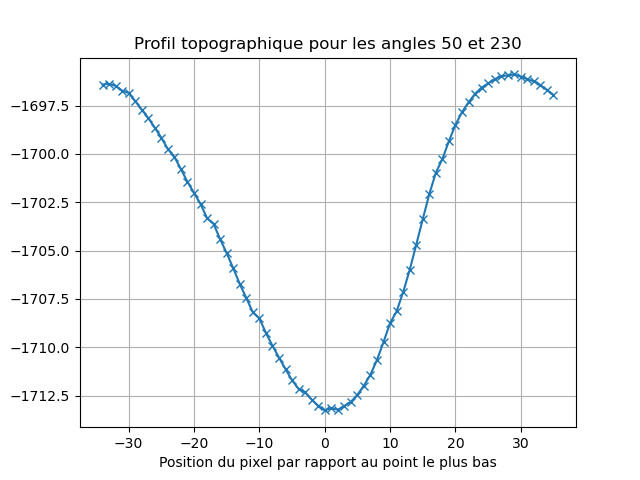 Profil topographique pour les angles 50 et 230
−1697.5
−1700.0
−1702.5
−1705.0
−1707.5
−1710.0
−1712.5
−30 −20 −10 0 10 20 30
Position du pixel par rapport au point le plus bas